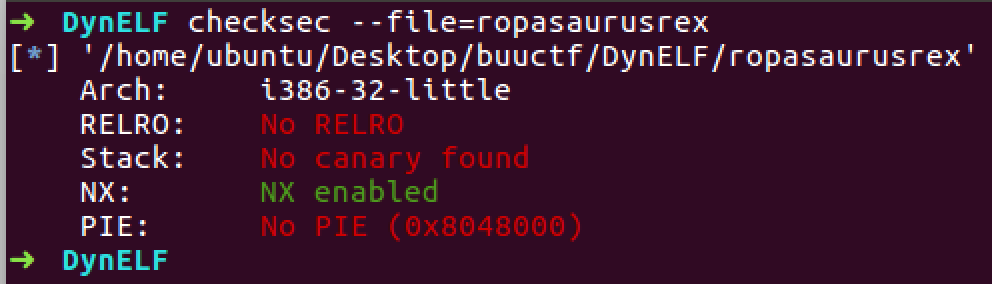 ➜ DynELF checksec --file=ropasaurusrex
[*] '/home/ubuntu/Desktop/buuctf/DynELF/ropasaurusrex'
Arch: i386-32-little
RELRO: No RELRO
Stack: No canary found
NX: NX enabled
PIE: No PIE (0x8048000)
➜ DynELF